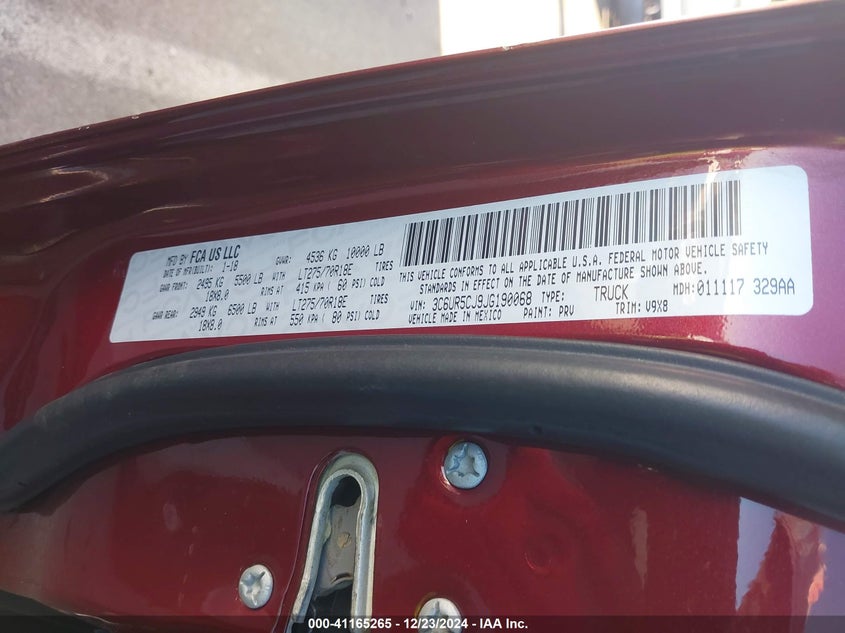 MFD BY FCA US LLC
DATE OF MFR/BUILT: 1-18 GVWR: 4536 KG 10000 LB
GAWR FRONT: 2495 KG 5500 LB WITH LT275/70R18E TIRES
18X8.0 RIMS AT 415 KPA ( 60 PSI) COLD
GAWR REAR: 2949 KG 6500 LB WITH LT275/70R18E TIRES
18X8.0 RIMS AT 550 KPA ( 80 PSI) COLD
THIS VEHICLE CONFORMS TO ALL APPLICABLE U.S.A. FEDERAL MOTOR VEHICLE SAFETY
STANDARDS IN EFFECT ON THE DATE OF MANUFACTURE SHOWN ABOVE.
VIN: 3C6UR5CJ9JG190068 TYPE: TRUCK MDH: 011117 329AA
VEHICLE MADE IN MEXICO PAINT: PRV TRIM: V9X8
000-41165265 - 12/23/2024 - IAA Inc.